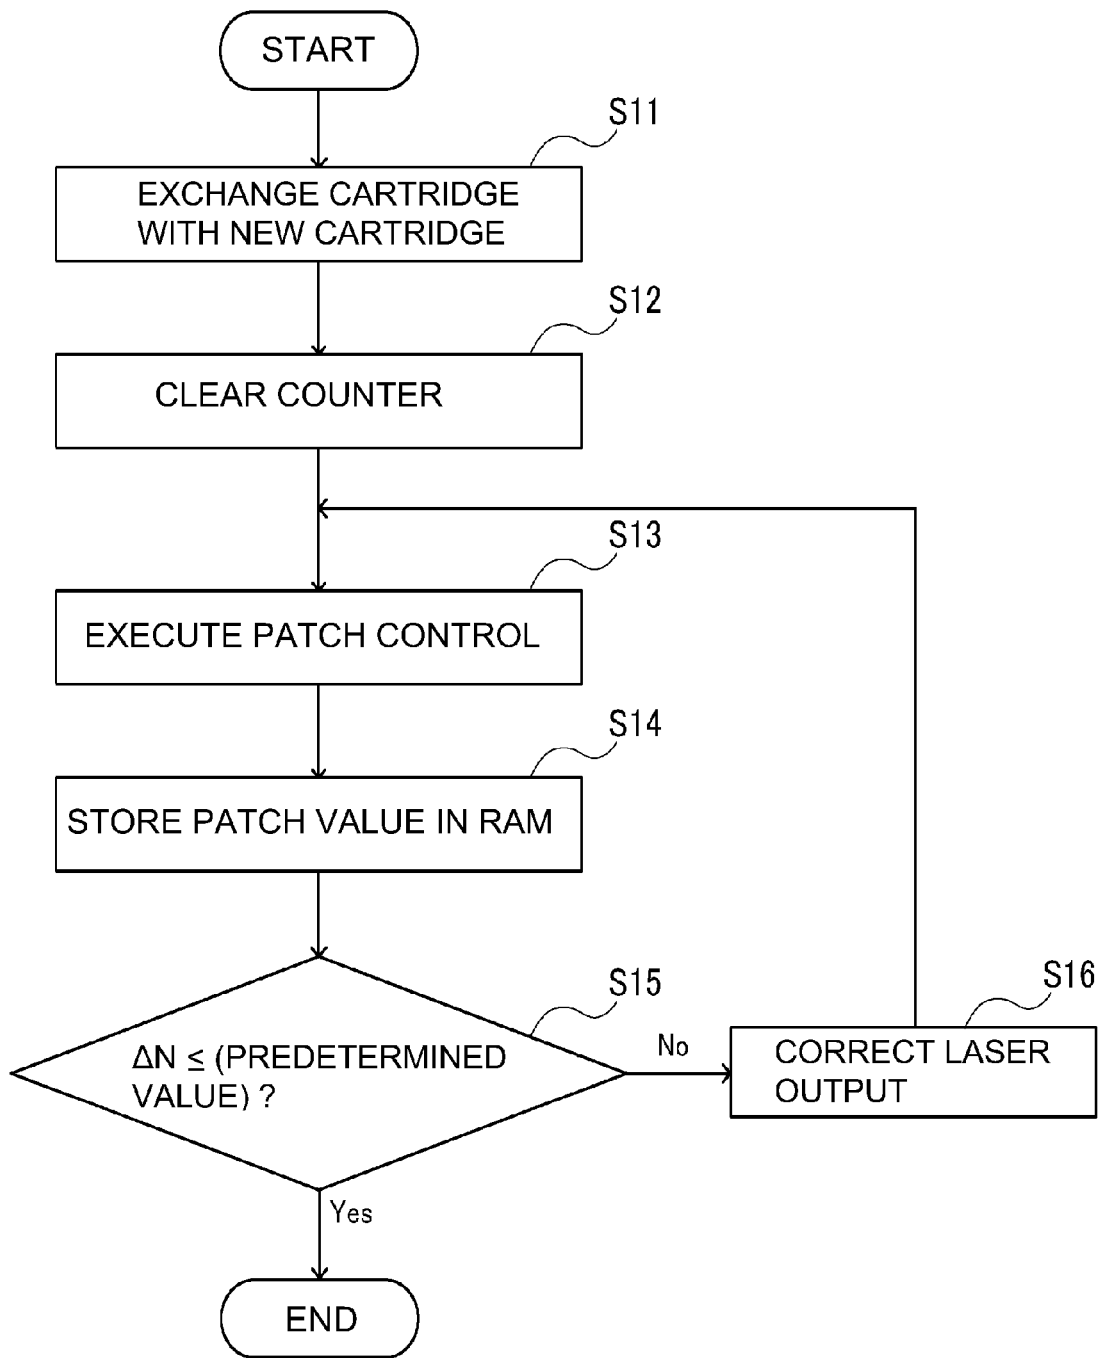 START
S11
EXCHANGE CARTRIDGE
WITH NEW CARTRIDGE
S12
CLEAR COUNTER
S13
EXECUTE PATCH CONTROL
S14
STORE PATCH VALUE IN RAM
S15
ΔN ≤ (PREDETERMINED
VALUE) ?
No
S16
CORRECT LASER
OUTPUT
Yes
END